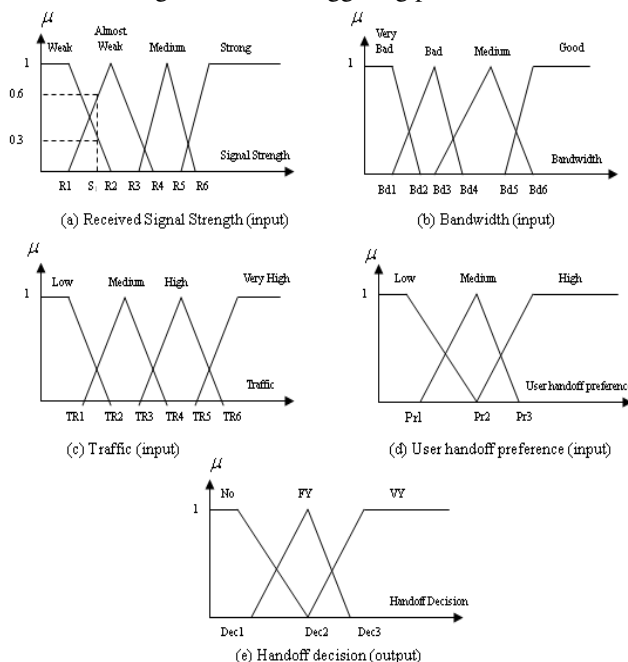 μ
Weak
Almost
Weak
Medium
Strong
1
0.6
0.3
Signal Strength
R1 S R2 R3 R4 R5 R6
(a) Received Signal Strength (input)
μ
Very
Bad
Bad
Medium
Good
1
Bandwidth
Bd1 Bd2 Bd3 Bd4 Bd5 Bd6
(b) Bandwidth (input)
μ
Low
Medium
High
Very High
1
Traffic
TR1 TR2 TR3 TR4 TR5 TR6
(c) Traffic (input)
μ
Low
Medium
High
1
User handoff preference
Pr1 Pr2 Pr3
(d) User handoff preference (input)
μ
No
FY
VY
1
Handoff Decision
Dec1 Dec2 Dec3
(e) Handoff decision (output)